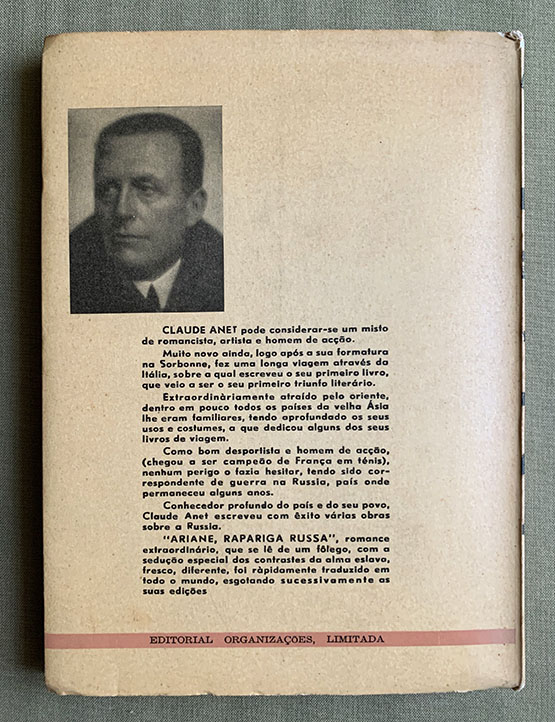 CLAUDE ANET pode considerar-se um misto
de romancista, artista e homem de acção.
Muito novo ainda, logo após a sua formatura
na Sorbonne, fez uma longa viagem através da
Itália, sobre a qual escreveu o seu primeiro livro,
que veio a ser o seu primeiro triunfo literário.
Extraordinàriamente atraído pelo oriente,
dentro em pouco todos os países da velha Ásia
lhe eram familiares, tendo aprofundado os seus
usos e costumes, a que dedicou alguns dos seus
livros de viagem.
Como bom desportista e homem de acção,
(chegou a ser campeão de França em ténis),
nenhum perigo o fazia hesitar, tendo sido cor-
respondente de guerra na Russia, país onde
permaneceu alguns anos.
Conhecedor profundo do país e do seu povo,
Claude Anet escreveu com êxito várias obras
sobre a Russia.
"ARIANE, RAPARIGA RUSSA", romance
extraordinário, que se lê de um fôlego, com a
sedução especial dos contrastes da alma eslava,
fresco, diferente, foi ràpidamente traduzido em
todo o mundo, esgotando sucessivamente as
suas edições
EDITORIAL ORGANIZAÇÕES, LIMITADA